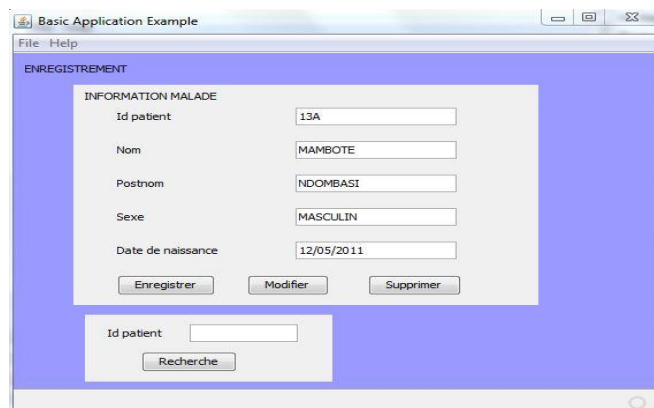 Basic Application Example
File Help
ENREGISTREMENT
INFORMATION MALADE
Id patient 13A
Nom MAMBOTE
Postnom NDOMBASI
Sexe MASCULIN
Date de naissance 12/05/2011
Enregistrer Modifier Supprimer
Id patient
Recherche